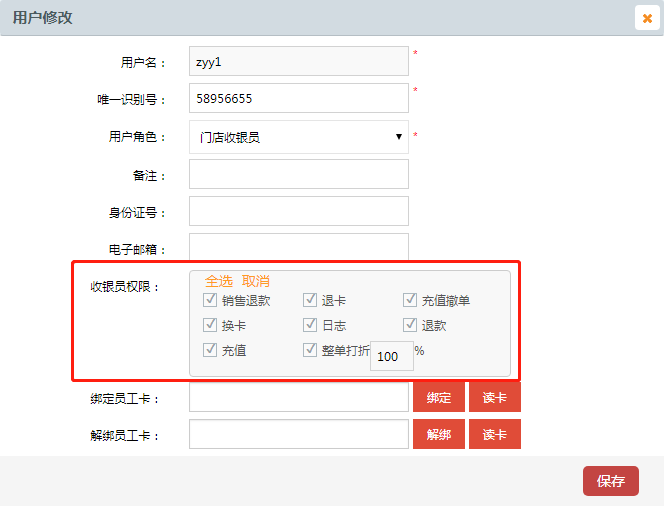 用户修改 ×
用户名： zyy1 *
唯一识别号： 58956655 *
用户角色： 门店收银员 *
备注：
身份证号：
电子邮箱：
收银员权限： 全选 取消
销售退款 退卡 充值撤单
换卡 日志 退款
充值 整单打折 100 %
绑定员工卡： 绑定 读卡
解绑员工卡： 解绑 读卡
保存